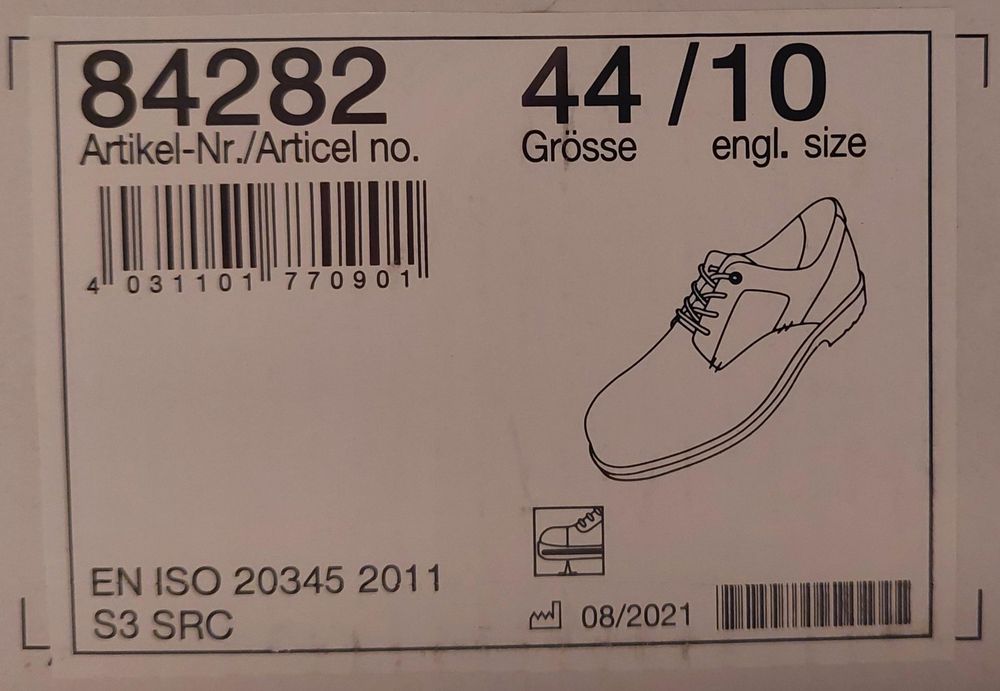 84282 44 / 10
Artikel-Nr./Articel no. Grösse engl. size
4 031101 770901
EN ISO 20345 2011
S3 SRC
08/2021